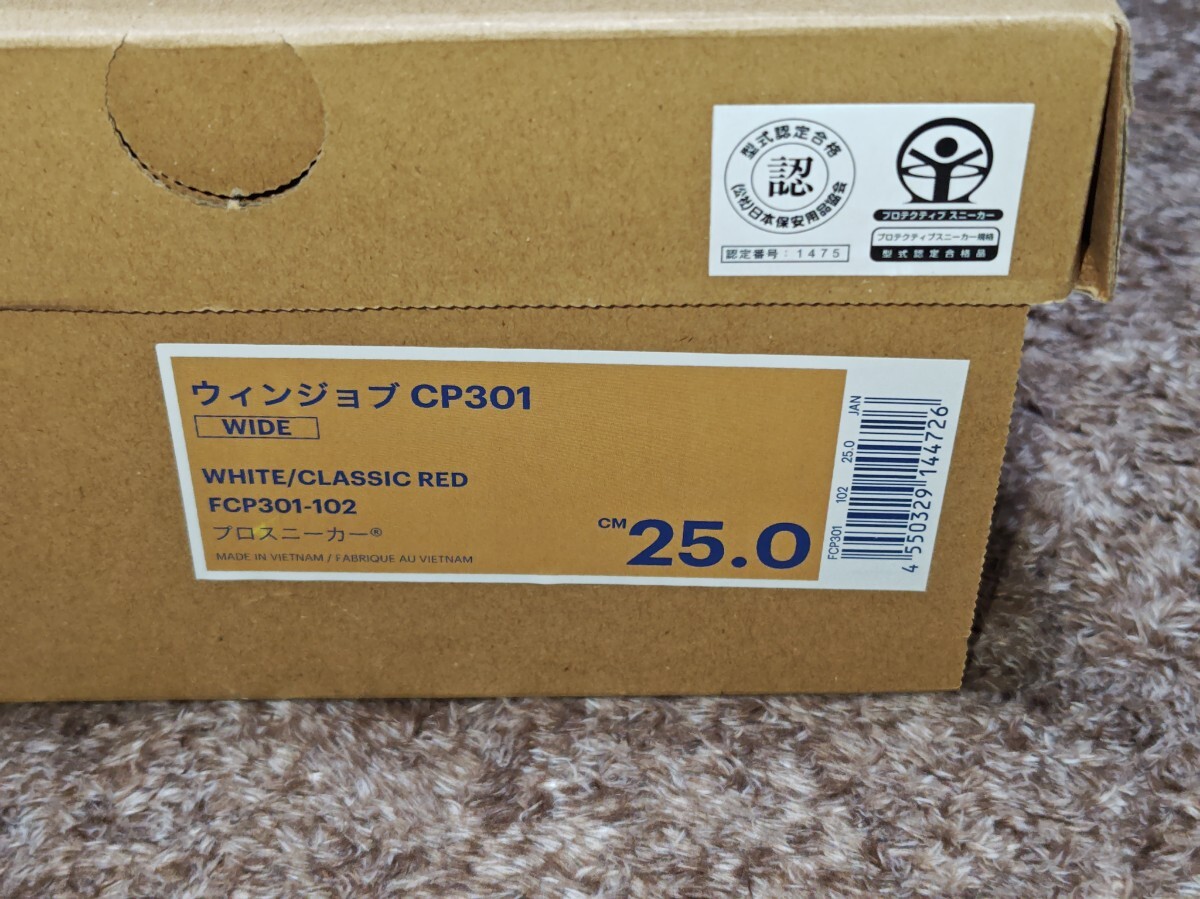 型式認定合格
認
(公社)日本保安用品協会
認定番号：1475
プロテクティブ スニーカー
プロテクティブスニーカー規格
型式認定合格品
ウィンジョブ CP301
WIDE
WHITE/CLASSIC RED
FCP301-102
プロスニーカー®
MADE IN VIETNAM / FABRIQUE AU VIETNAM
CM 25.0
FCP301 102 25.0 JAN
4 550329 144726